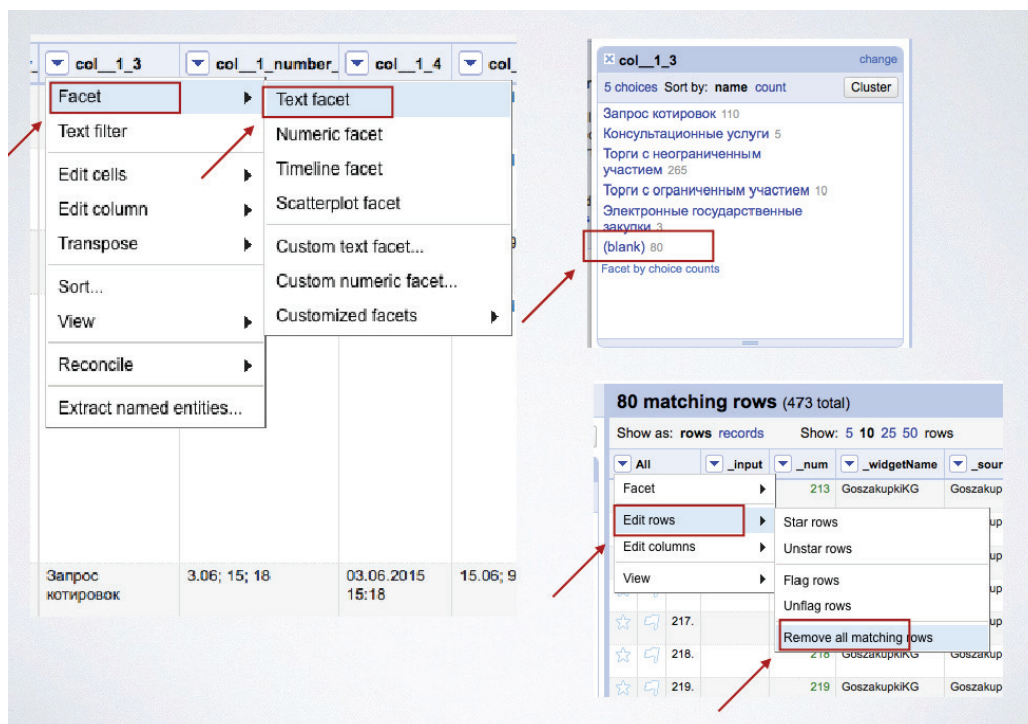 col__1_3
col__1_number_
col__1_4
col_
Facet
Text filter
Edit cells
Edit column
Transpose
Sort...
View
Reconcile
Extract named entities...
Text facet
Numeric facet
Timeline facet
Scatterplot facet
Custom text facet...
Custom numeric facet...
Customized facets
Запрос
котировок
3.06; 15; 18
03.06.2015
15:18
15.06; 9
col__1_3
change
5 choices Sort by: name count
Cluster
Запрос котировок 110
Консультационные услуги 5
Торги с неограниченным
участием 265
Торги с ограниченным участием 10
Электронные государственные
закупки 3
(blank) 80
Facet by choice counts
80 matching rows (473 total)
Show as: rows records Show: 5 10 25 50 rows
All _input _num _widgetName _sour
Facet
213 GoszakupkiKG Goszakup
Edit rows
Edit columns
View
Star rows
Unstar rows
Flag rows
Unflag rows
Remove all matching rows
up
up
up
up
217.
218. 218 GoszakupkiKG Goszakup
219. 219 GoszakupkiKG Goszakup